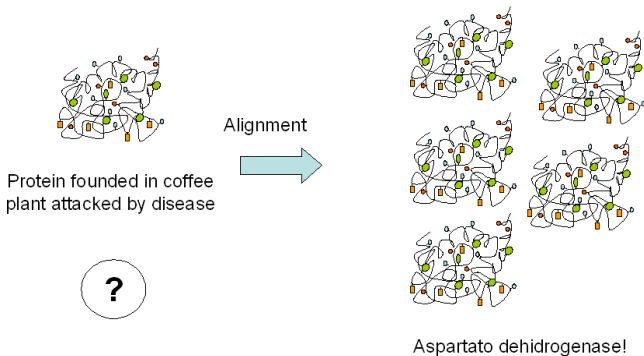 Alignment
Protein founded in coffee
plant attacked by disease
?
Aspartato dehidrogenase!